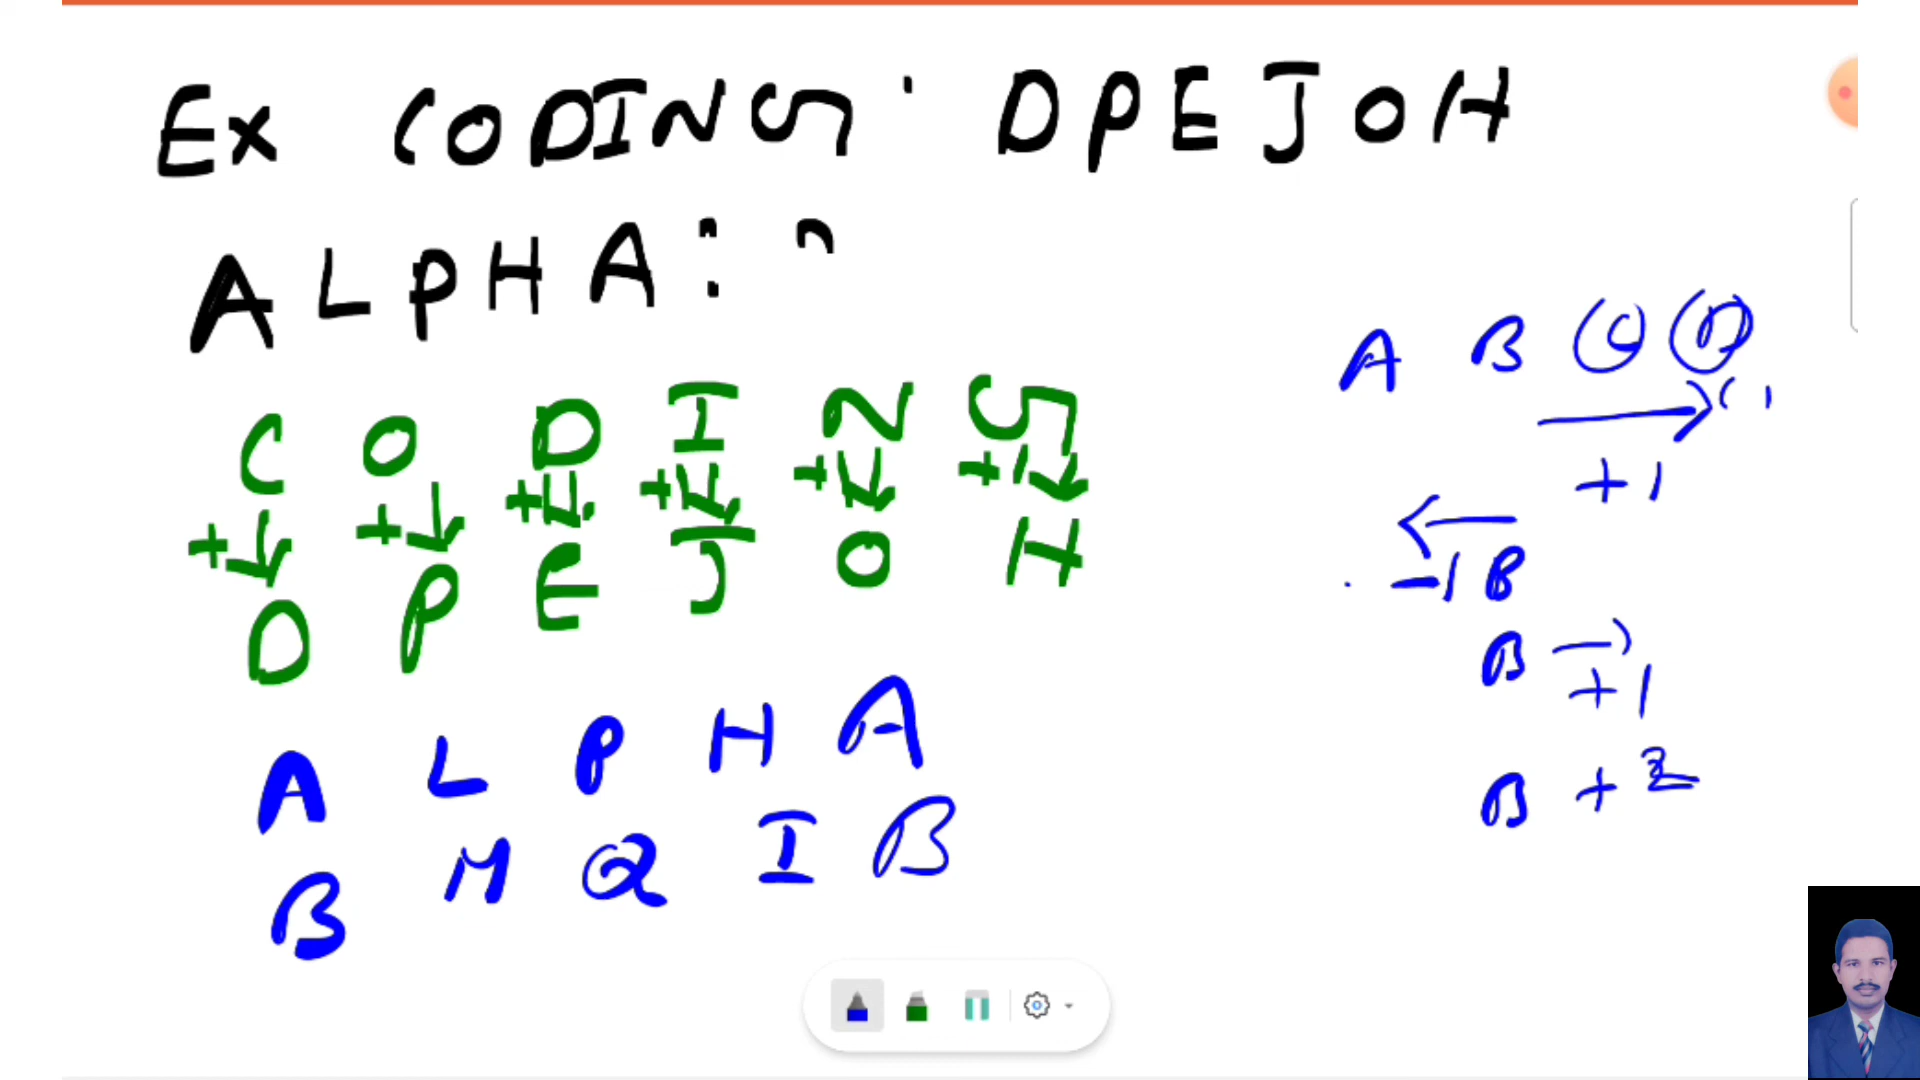 Ex CODING: DPEJOH
ALPHA: ?
A B C D
C O D I N G
+1 +1 +1 +1 +1 +1
D P E J O H
+1
-1 B
B +1
A L P H A
B M Q I B
B +2